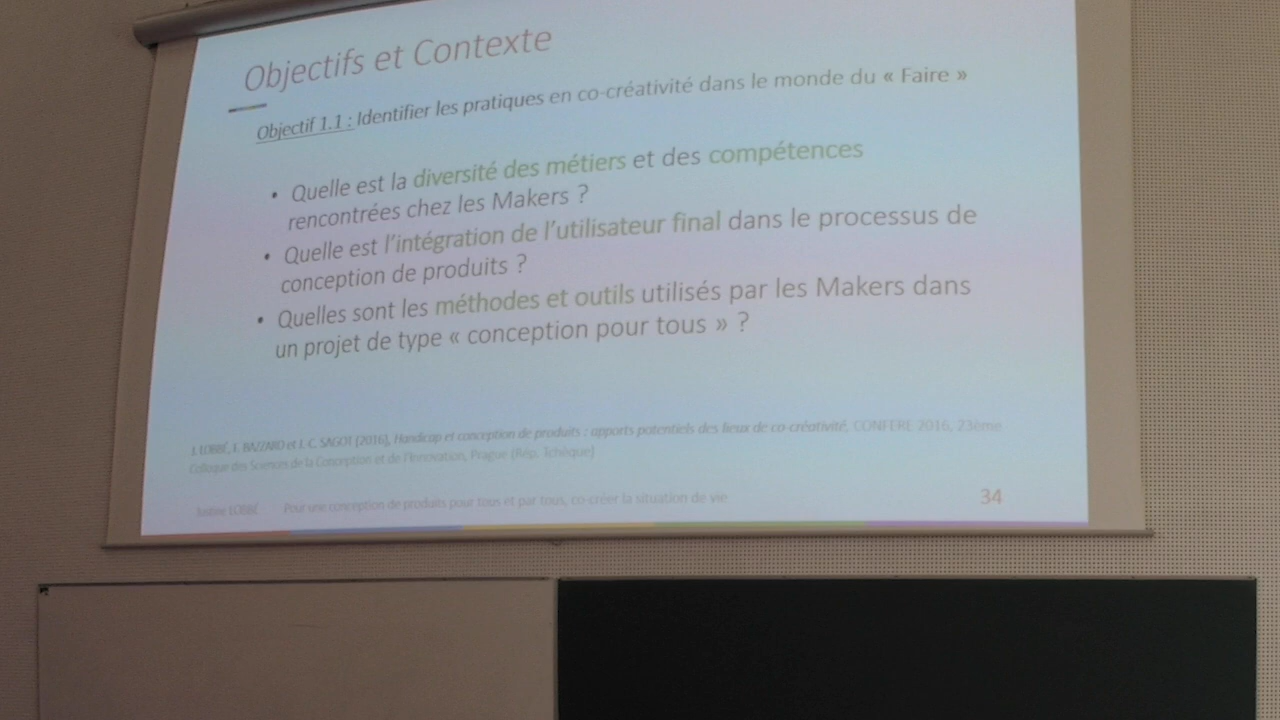 Objectifs et Contexte
Objectif 1.1 : Identifier les pratiques en co-créativité dans le monde du « Faire »
• Quelle est la diversité des métiers et des compétences
rencontrées chez les Makers ?
• Quelle est l'intégration de l'utilisateur final dans le processus de
conception de produits ?
• Quelles sont les méthodes et outils utilisés par les Makers dans
un projet de type « conception pour tous » ?
J. LOBBÉ, F. BAZZARO et J. C. SAGOT (2016), Handicap et conception de produits : apports potentiels des lieux de co-créativité, CONFERE 2016, 23ème
Colloque des Sciences de la Conception et de l'Innovation, Prague (Rép. Tchèque)
Justine LOBBÉ Pour une conception de produits pour tous et par tous, co-créer la situation de vie
34